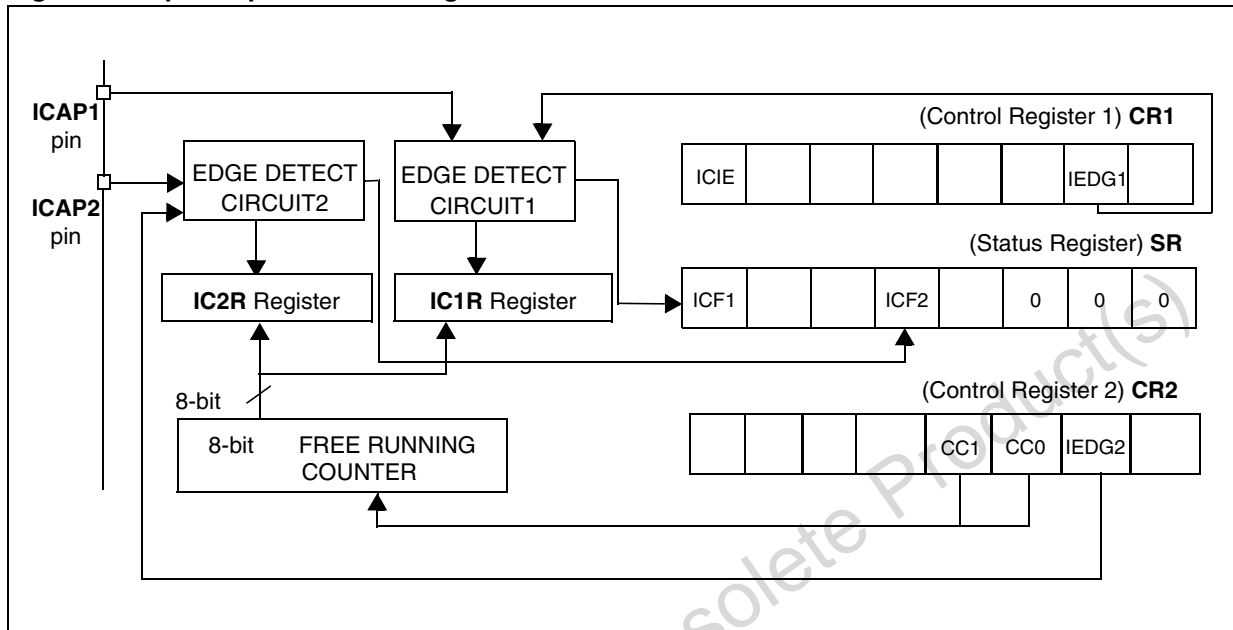 ICAP1
pin
ICAP2
pin
EDGE DETECT
CIRCUIT2
EDGE DETECT
CIRCUIT1
IC2R Register
IC1R Register
8-bit
8-bit FREE RUNNING
COUNTER
(Control Register 1) CR1
ICIE IEDG1
(Status Register) SR
ICF1 ICF2 0 0 0
(Control Register 2) CR2
CC1 CC0 IEDG2
solete Product(s)